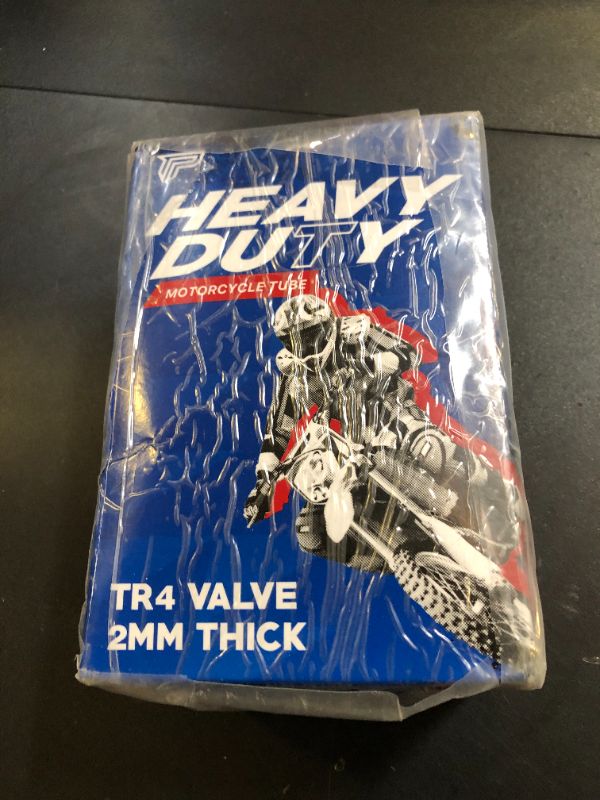 HEAVY
DUTY
MOTORCYCLE TUBE
TR4 VALVE
2MM THICK